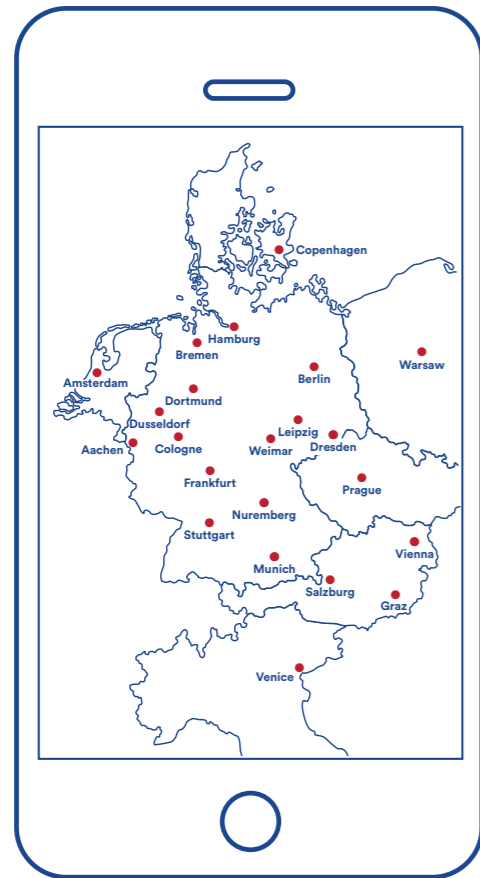 Copenhagen
Hamburg
Bremen
Warsaw
Berlin
Amsterdam
Dortmund
Dusseldorf
Leipzig
Aachen
Cologne
Weimar
Dresden
Frankfurt
Prague
Nuremberg
Stuttgart
Vienna
Munich
Salzburg
Graz
Venice